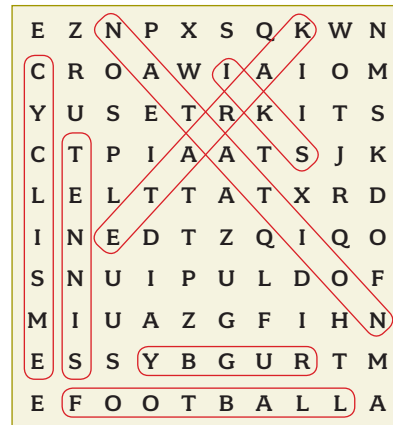 E Z N P X S Q K W N
C R O A W I A I O M
Y U S E T R K I T S
C T P I A A T S J K
L E L T T A T X R D
I N E D T Z Q I Q O
S N U I P U L D O F
M I U A Z G F I H N
E S S Y B G U R T M
E F O O T B A L L A